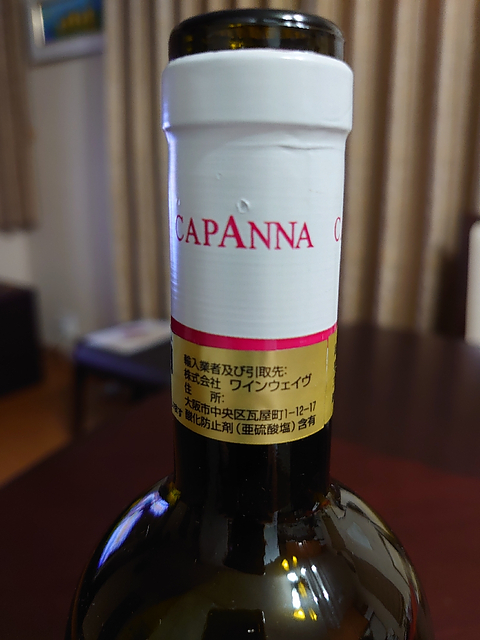 CAPANNA
輸入業者及び引取先:
株式会社 ワインウェイヴ
住 所:
大阪市中央区瓦屋町1-12-17
酸化防止剤(亜硫酸塩)含有